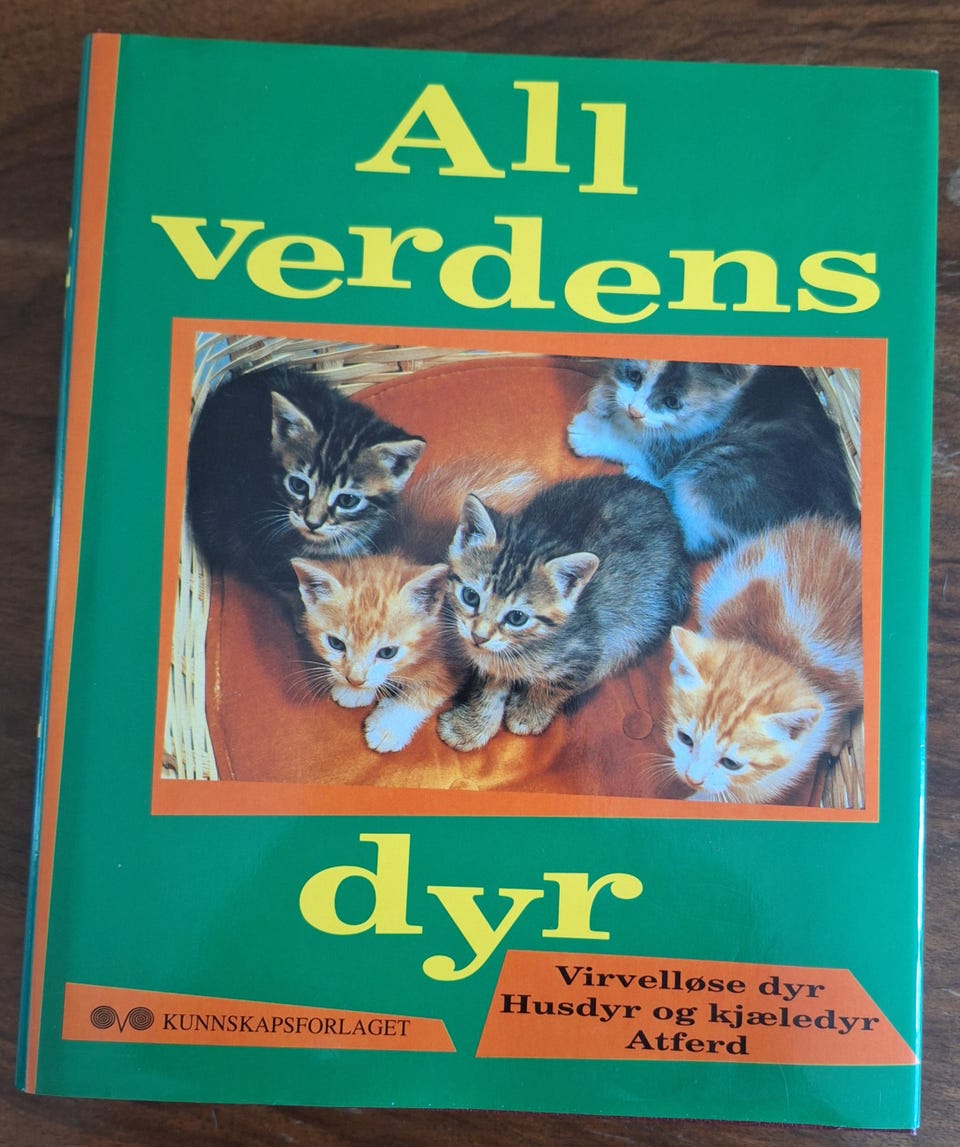 All
verdens
dyr
Virvelløse dyr
Husdyr og kjæledyr
Atferd
KUNNSKAPSFORLAGET